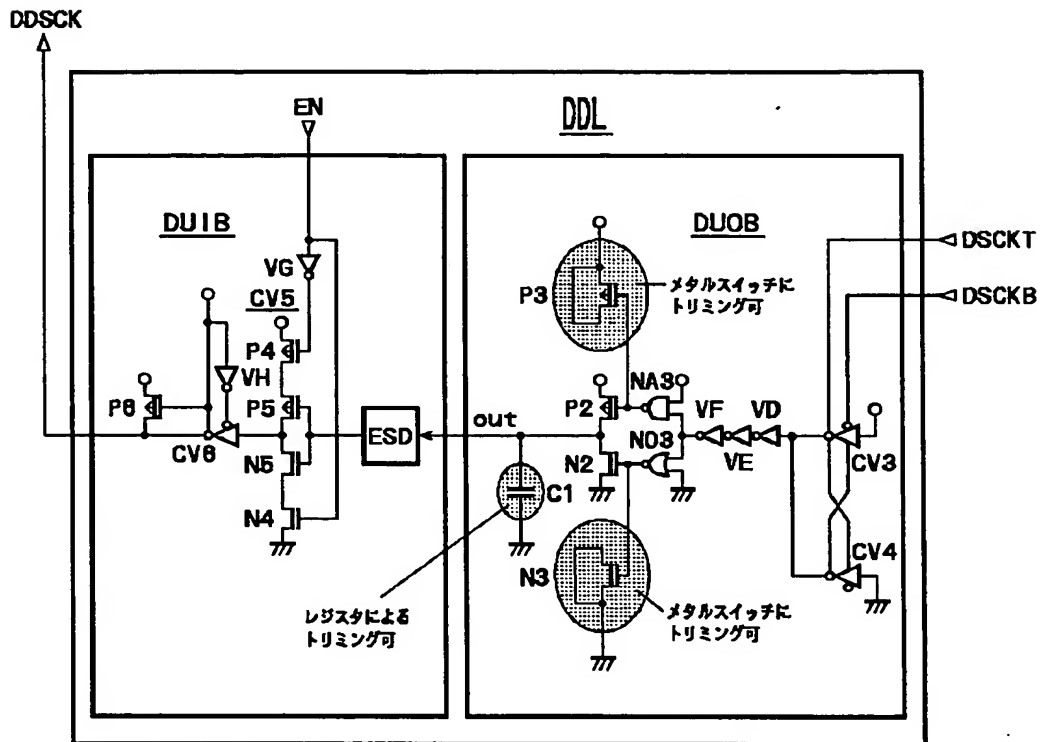 DDSCK
EN
DDL
DUIB
DUOB
DSCKT
DSCKB
VG
CV5
P3
メタルスイッチに
トリミング可
P4
VH
NA3
P6
P5
P2
VF
VD
ESD
out
NO3
VE
CV3
CV6
N5
N2
C1
N4
CV4
N3
レジスタによる
トリミング可
メタルスイッチに
トリミング可